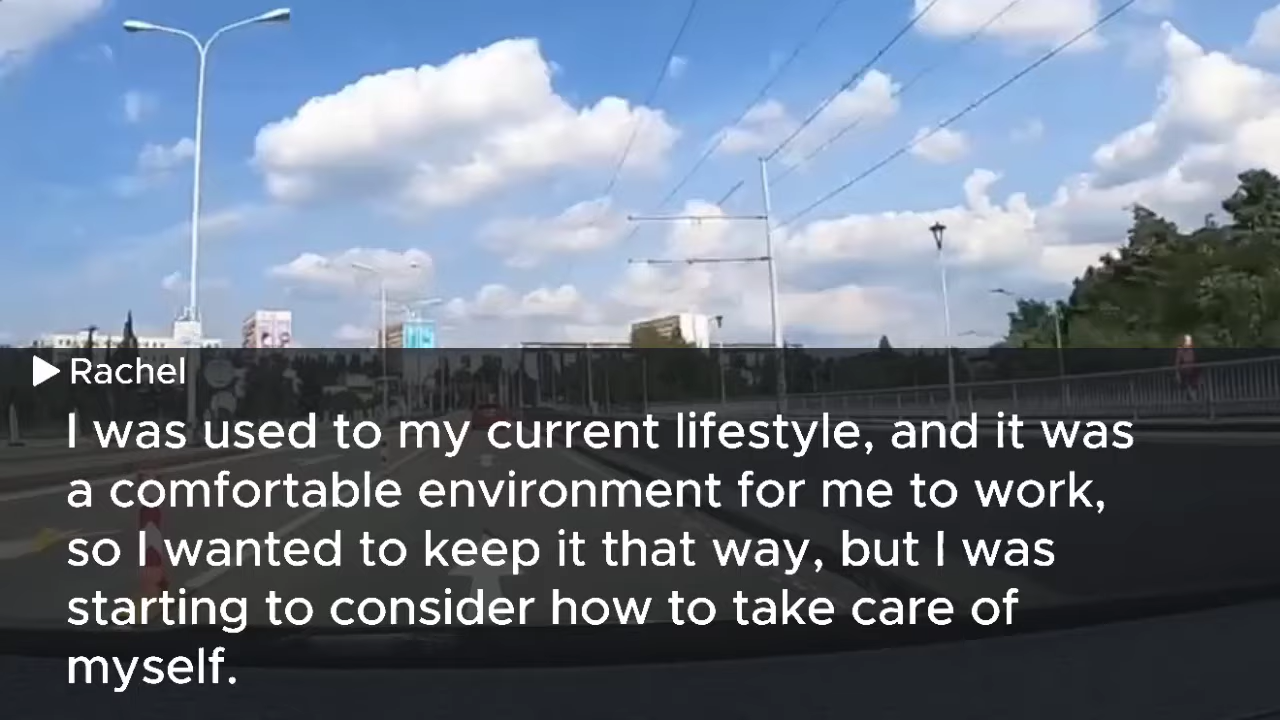 Rachel
I was used to my current lifestyle, and it was
a comfortable environment for me to work,
so I wanted to keep it that way, but I was
starting to consider how to take care of
myself.